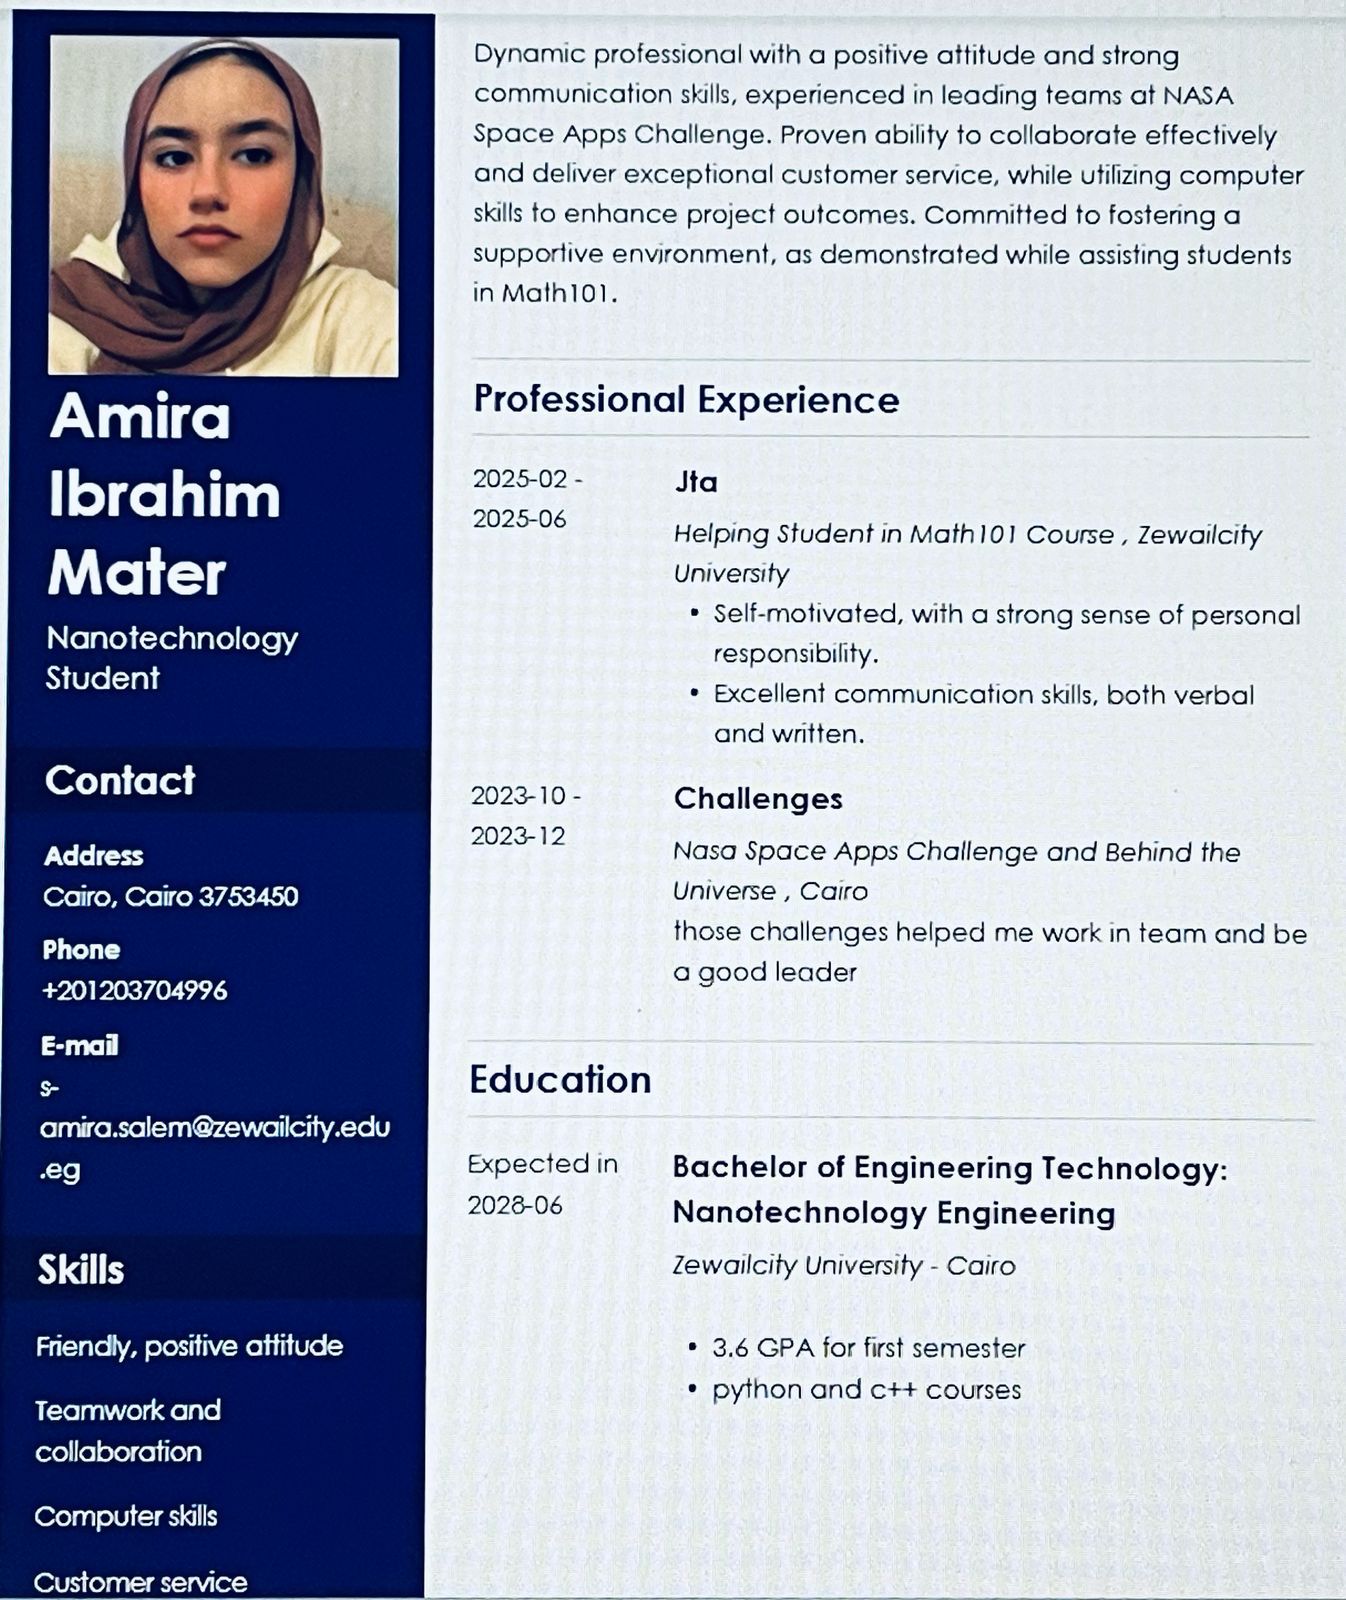 Amira
Ibrahim
Mater
Nanotechnology
Student
Contact
Address
Cairo, Cairo 3753450
Phone
+201203704996
E-mail
s-
amira.salem@zewailcity.edu
.eg
Skills
Friendly, positive attitude
Teamwork and
collaboration
Computer skills
Customer service
Dynamic professional with a positive attitude and strong
communication skills, experienced in leading teams at NASA
Space Apps Challenge. Proven ability to collaborate effectively
and deliver exceptional customer service, while utilizing computer
skills to enhance project outcomes. Committed to fostering a
supportive environment, as demonstrated while assisting students
in Math101.
Professional Experience
2025-02 -
2025-06
Jta
Helping Student in Math101 Course , Zewailcity
University
• Self-motivated, with a strong sense of personal
responsibility.
• Excellent communication skills, both verbal
and written.
2023-10 -
2023-12
Challenges
Nasa Space Apps Challenge and Behind the
Universe , Cairo
those challenges helped me work in team and be
a good leader
Education
Expected in
2028-06
Bachelor of Engineering Technology:
Nanotechnology Engineering
Zewailcity University - Cairo
• 3.6 GPA for first semester
• python and c++ courses